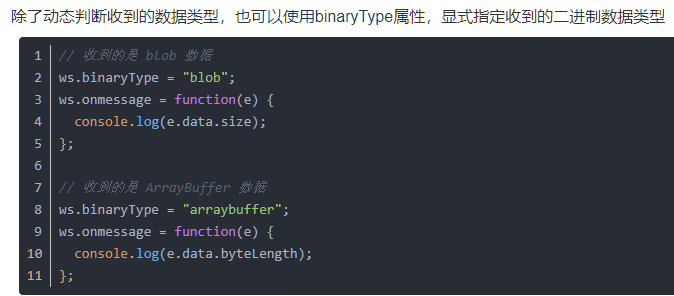 除了动态判断收到的数据类型，也可以使用binaryType属性，显式指定收到的二进制数据类型
1 // 收到的是 blob 数据
2 ws.binaryType = "blob";
3 ws.onmessage = function(e) {
4   console.log(e.data.size);
5 };
6
7 // 收到的是 ArrayBuffer 数据
8 ws.binaryType = "arraybuffer";
9 ws.onmessage = function(e) {
10   console.log(e.data.byteLength);
11 };